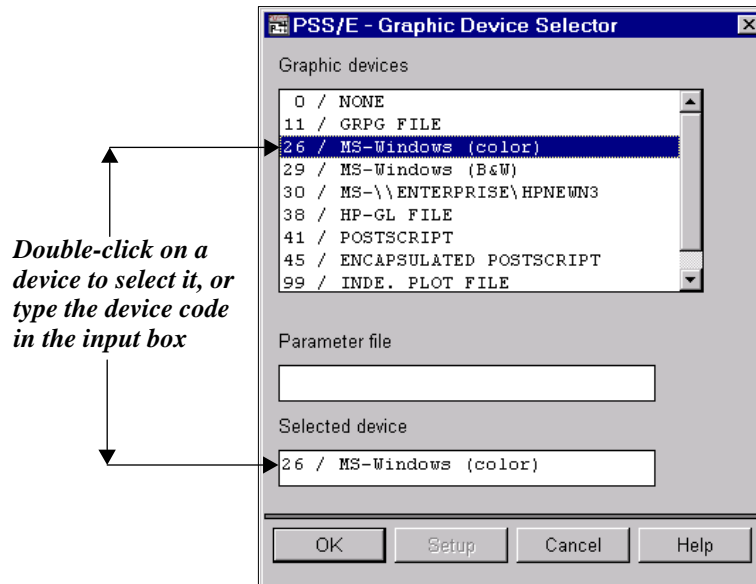 PSS/E - Graphic Device Selector
Graphic devices
0 / NONE
11 / GRPG FILE
26 / MS-Windows (color)
29 / MS-Windows (B&W)
30 / MS-\\ENTERPRISE\HPNEWN3
38 / HP-GL FILE
41 / POSTSCRIPT
45 / ENCAPSULATED POSTSCRIPT
99 / INDE. PLOT FILE
Double-click on a
device to select it, or
type the device code
in the input box
Parameter file
Selected device
26 / MS-Windows (color)
OK
Setup
Cancel
Help